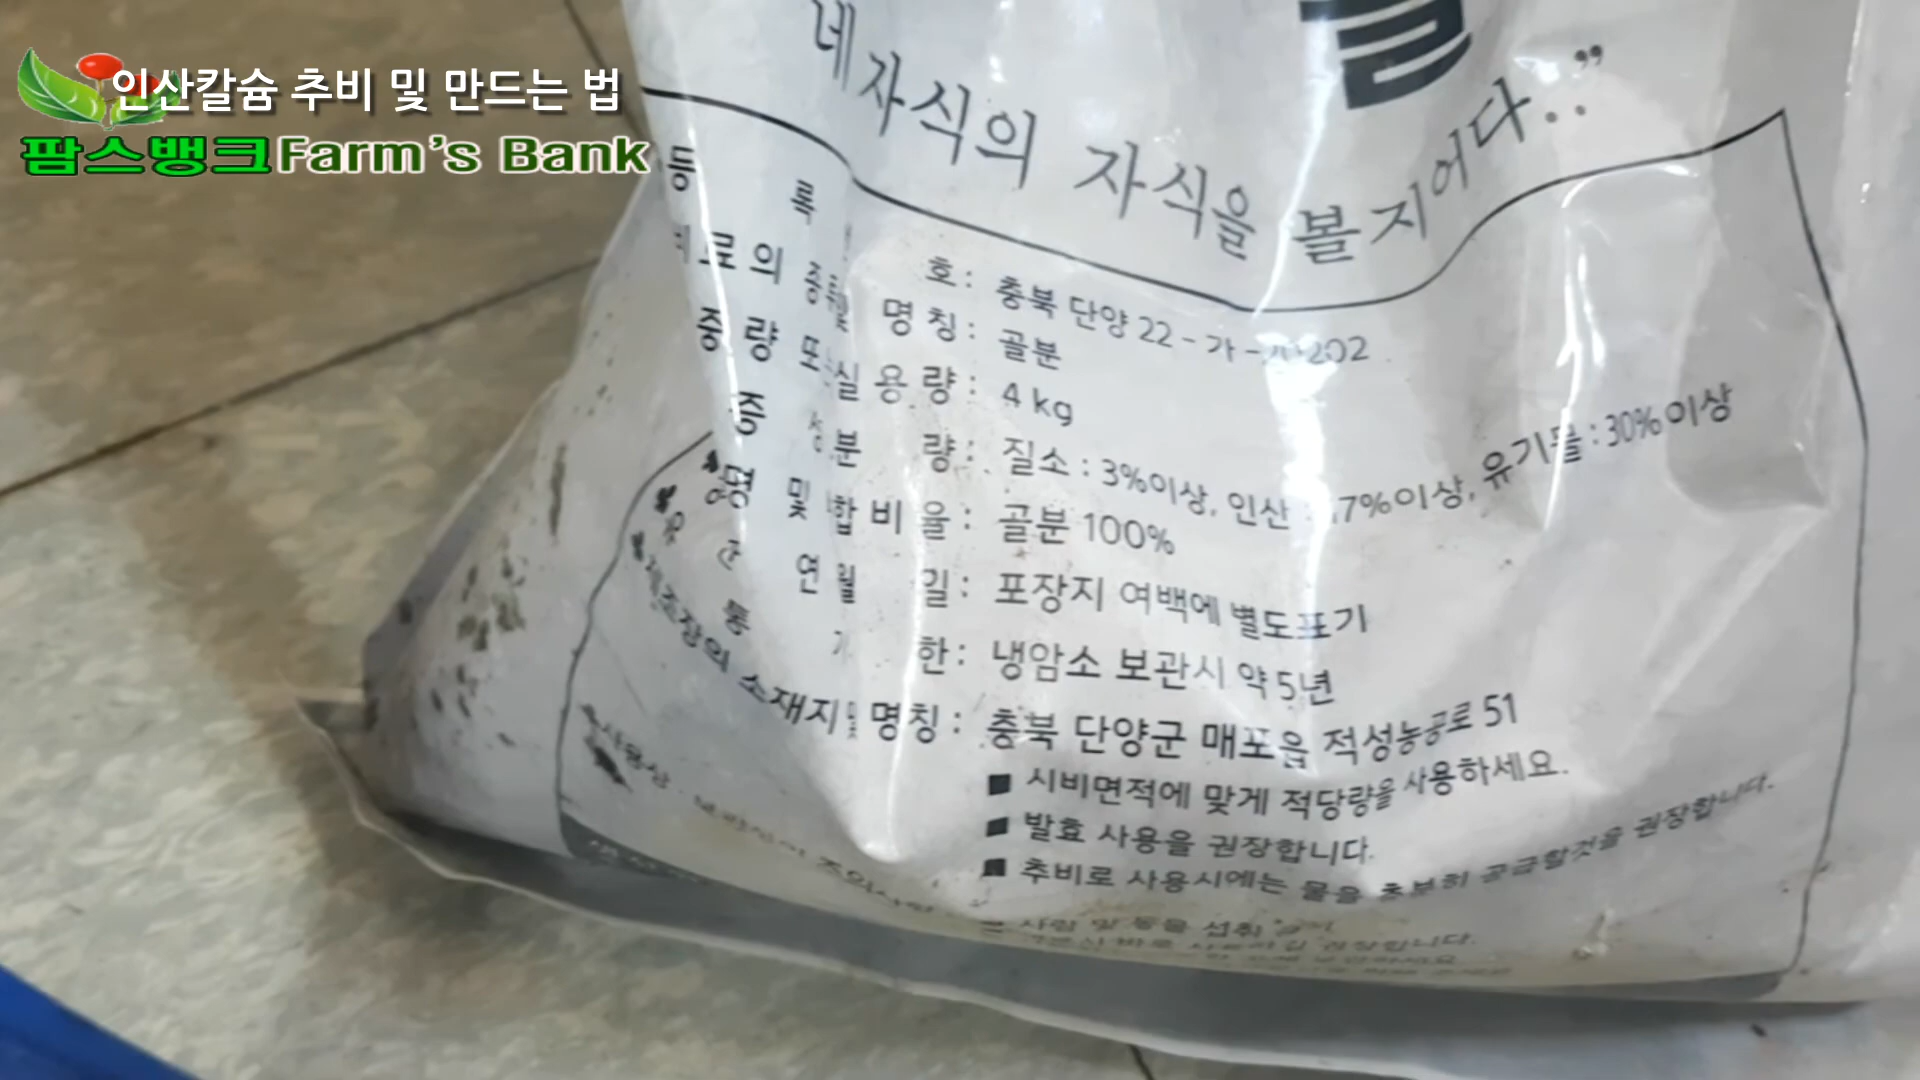 인산칼슘 추비 및 만드는 법
팜스뱅크Farm's Bank
네 자식의 자식을 볼지어다.."
등 록 호 : 충북 단양 22 - 가 -
료의 종류 및 명칭 : 골분
중량 또는 실용량 : 4 kg
분 량 : 질소 : 3%이상, 인산 : 7%이상, 유기물 : 30%이상
명 및 합비율 : 골분 100%
연 월 일 : 포장지 여백에 별도표기
유 통 기 한 : 냉암소 보관시 약 5년
제조장의 소재지 및 명칭 : 충북 단양군 매포읍 적성농공로 51
■ 시비면적에 맞게 적당량을 사용하세요.
■ 발효 사용을 권장합니다.
■ 추비로 사용시에는 물을 충분히 공급할것을 권장합니다.